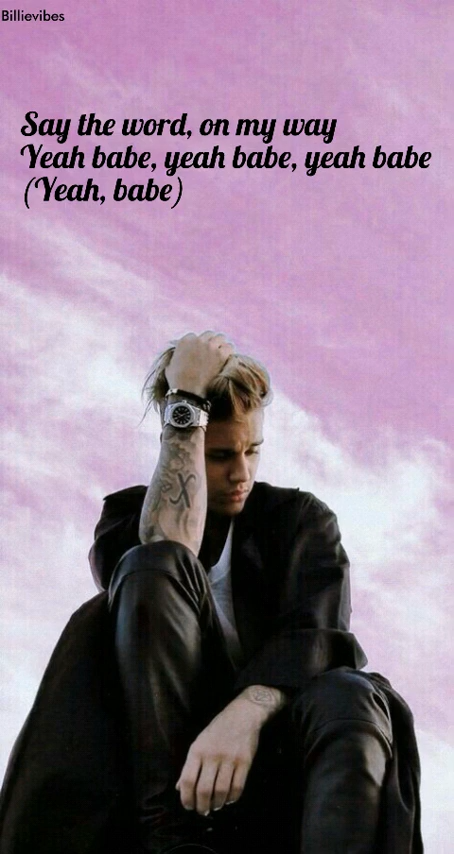 Billievibes
Say the word, on my way
Yeah babe, yeah babe, yeah babe
(Yeah, babe)
X